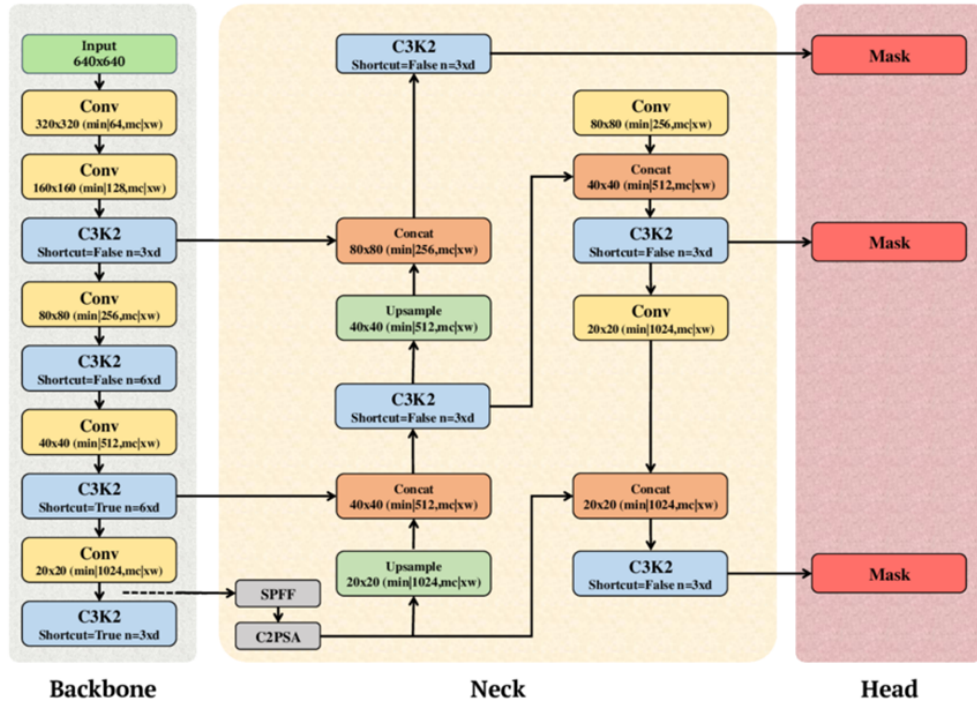 Input
640x640
Conv
320x320 (min|64,mc|xw)
Conv
160x160 (min|128,mc|xw)
C3K2
Shortcut=False n=3xd
Conv
80x80 (min|256,mc|xw)
C3K2
Shortcut=False n=6xd
Conv
40x40 (min|512,mc|xw)
C3K2
Shortcut=True n=6xd
Conv
20x20 (min|1024,mc|xw)
C3K2
Shortcut=True n=3xd
Backbone
C3K2
Shortcut=False n=3xd
Concat
80x80 (min|256,mc|xw)
Upsample
40x40 (min|512,mc|xw)
C3K2
Shortcut=False n=3xd
Concat
40x40 (min|512,mc|xw)
Upsample
20x20 (min|1024,mc|xw)
SPFF
C2PSA
Conv
80x80 (min|256,mc|xw)
Concat
40x40 (min|512,mc|xw)
C3K2
Shortcut=False n=3xd
Conv
20x20 (min|1024,mc|xw)
Concat
20x20 (min|1024,mc|xw)
C3K2
Shortcut=False n=3xd
Neck
Mask
Mask
Mask
Head